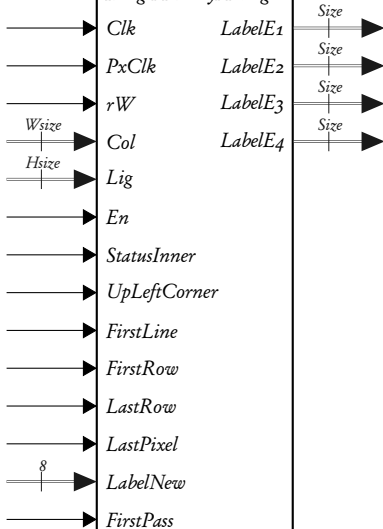 Size
Clk LabelE1
Size
PxClk LabelE2
Size
rW LabelE3
Wsize Size
Col LabelE4
Hsize
Lig
En
StatusInner
UpLeftCorner
FirstLine
FirstRow
LastRow
LastPixel
8
LabelNew
FirstPass